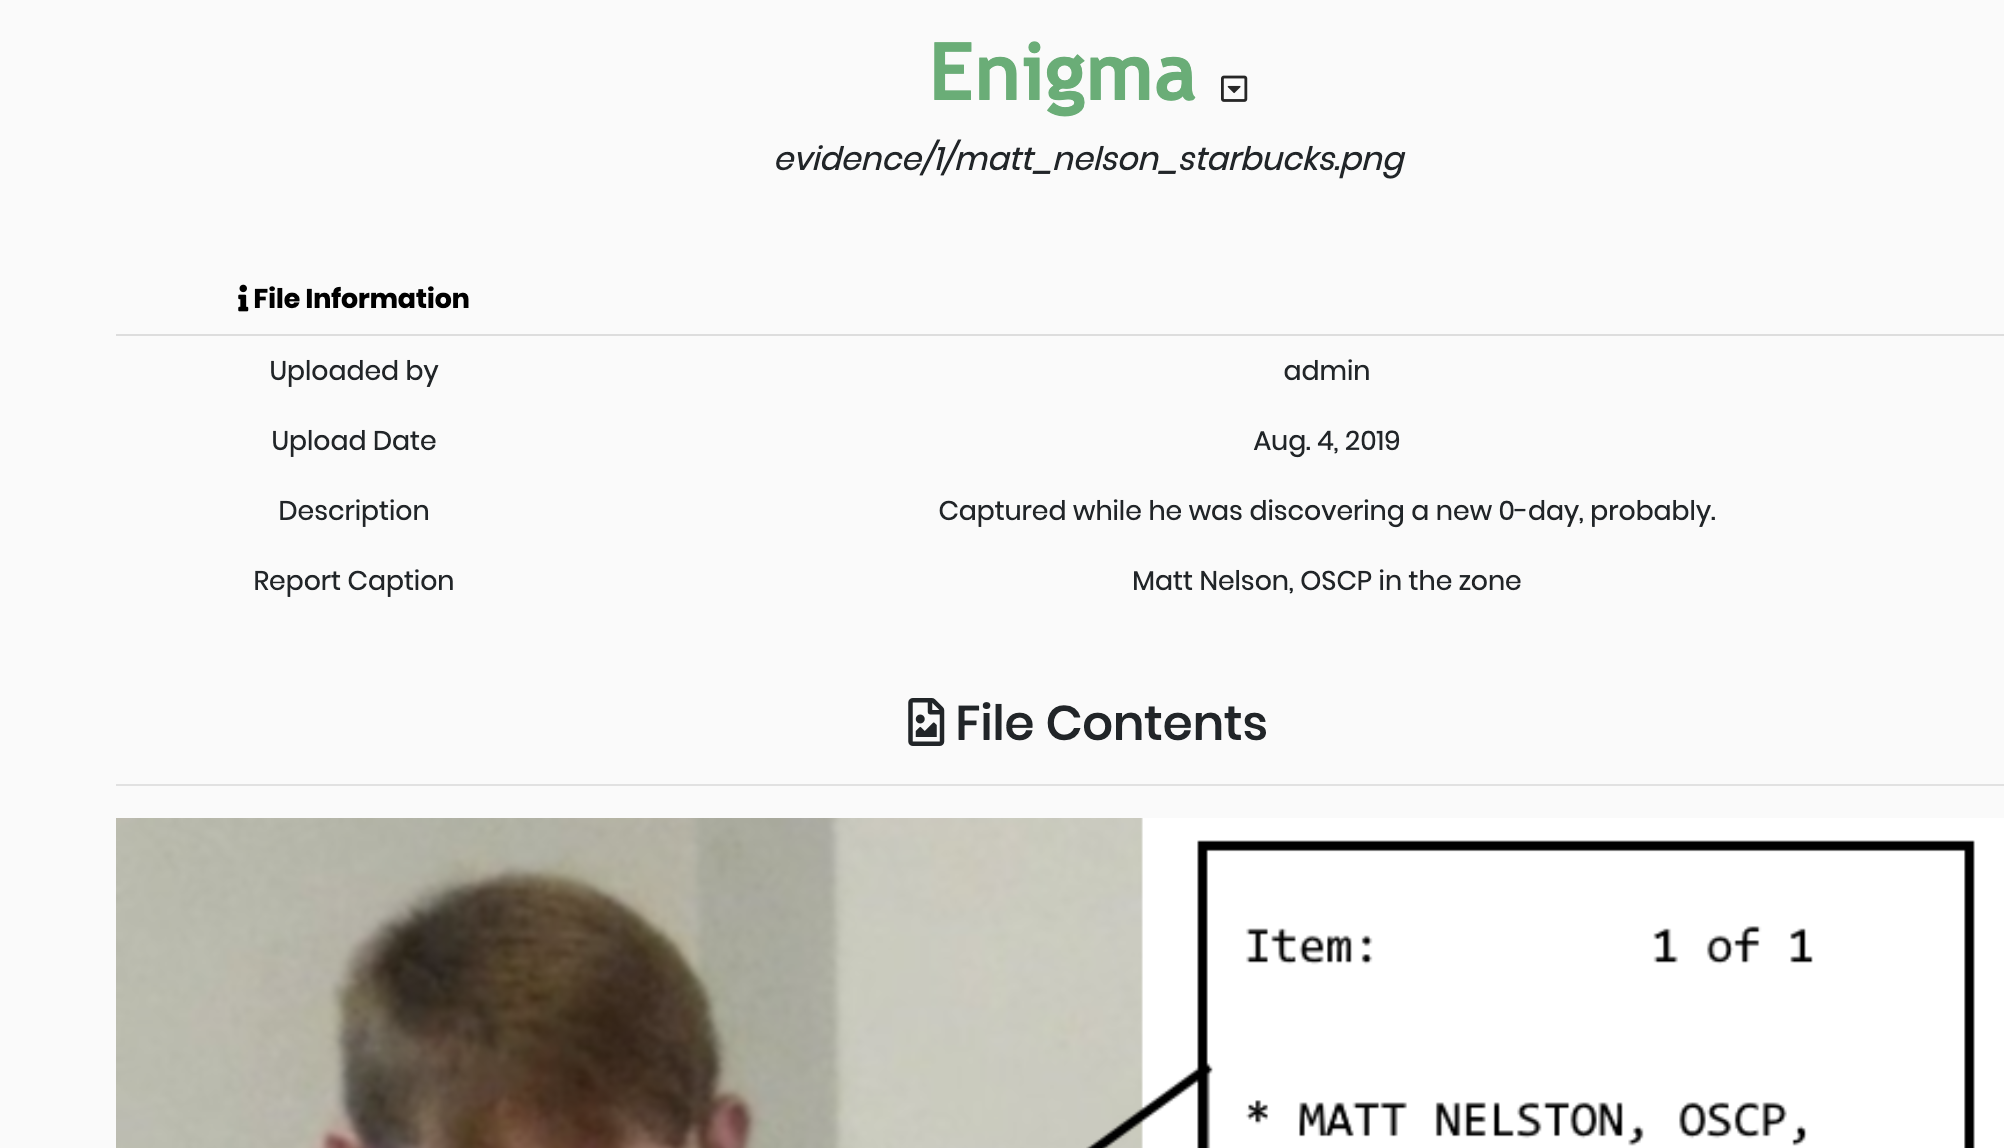 Enigma
evidence/1/matt_nelson_starbucks.png
File Information
Uploaded by admin
Upload Date Aug. 4, 2019
Description Captured while he was discovering a new 0-day, probably.
Report Caption Matt Nelson, OSCP in the zone
File Contents
Item: 1 of 1
* MATT NELSTON, OSCP,